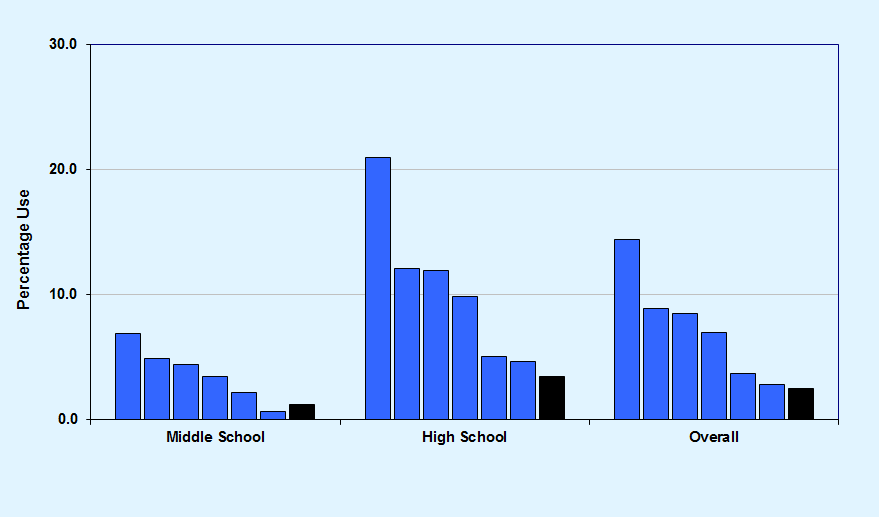 30.0
20.0
10.0
0.0
Percentage Use
Middle School
High School
Overall